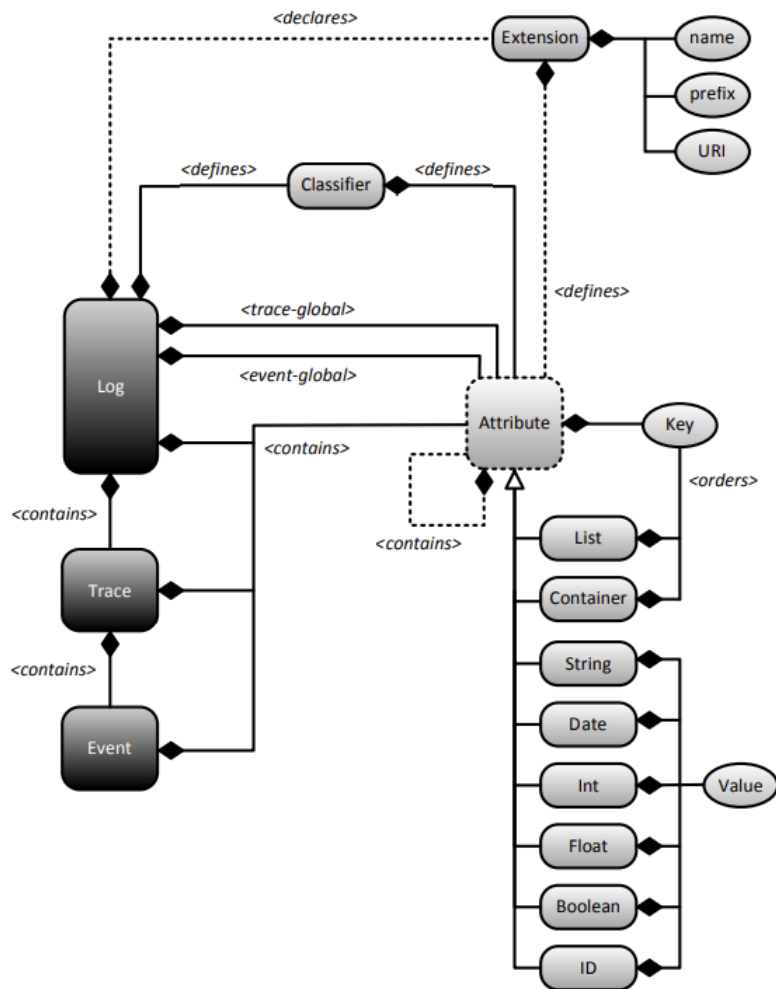 <declares>
Extension
name
prefix
URI
<defines>
Classifier
<defines>
<defines>
<trace-global>
Log
<event-global>
Attribute
Key
<contains>
<orders>
<contains>
<contains>
List
Trace
Container
<contains>
String
Date
Event
Int
Value
Float
Boolean
ID